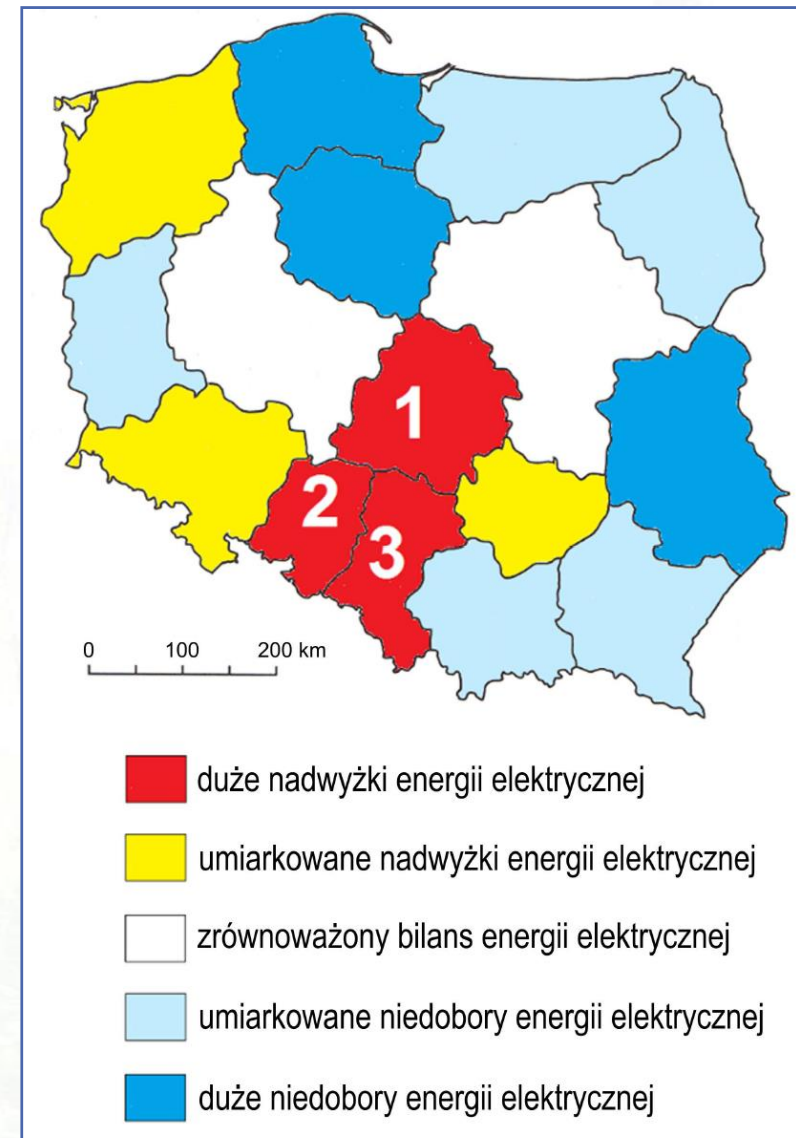 1
2
3
0 100 200 km
duże nadwyżki energii elektrycznej
umiarkowane nadwyżki energii elektrycznej
zrównoważony bilans energii elektrycznej
umiarkowane niedobory energii elektrycznej
duże niedobory energii elektrycznej